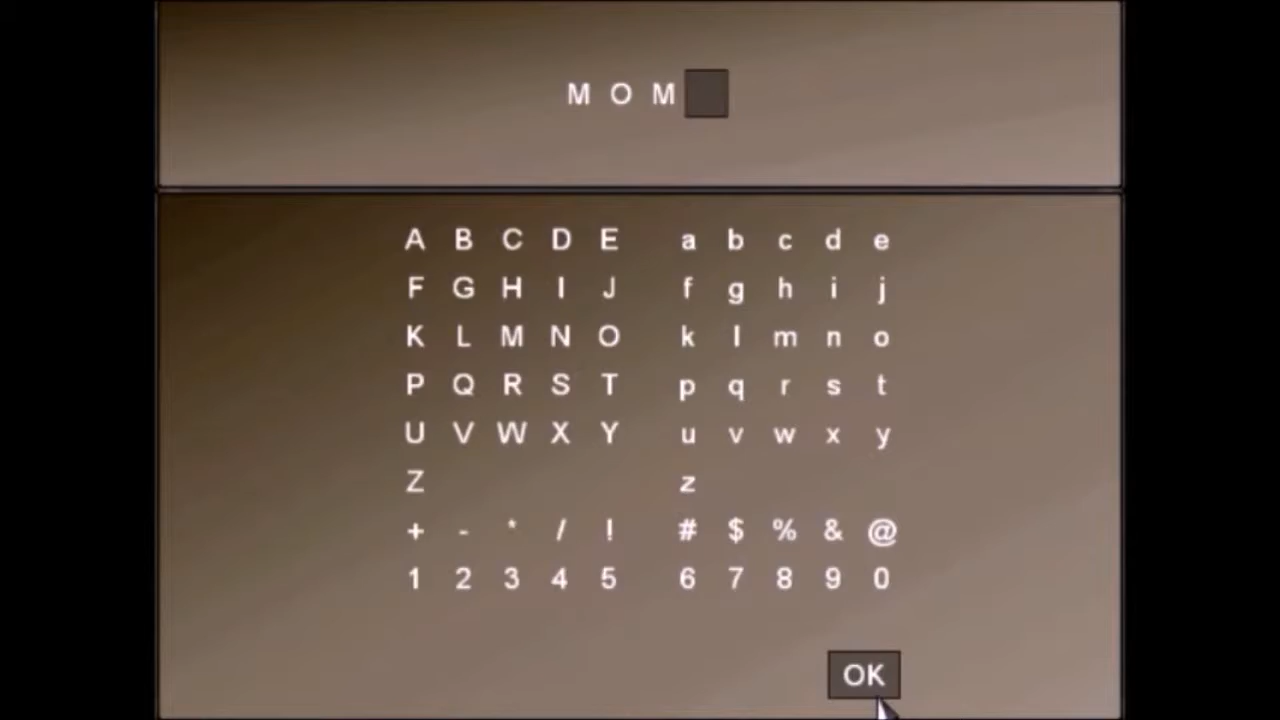 M O M
A B C D E a b c d e
F G H I J f g h i j
K L M N O k l m n o
P Q R S T p q r s t
U V W X Y u v w x y
Z z
+ - * / ! # $ % & @
1 2 3 4 5 6 7 8 9 0
OK